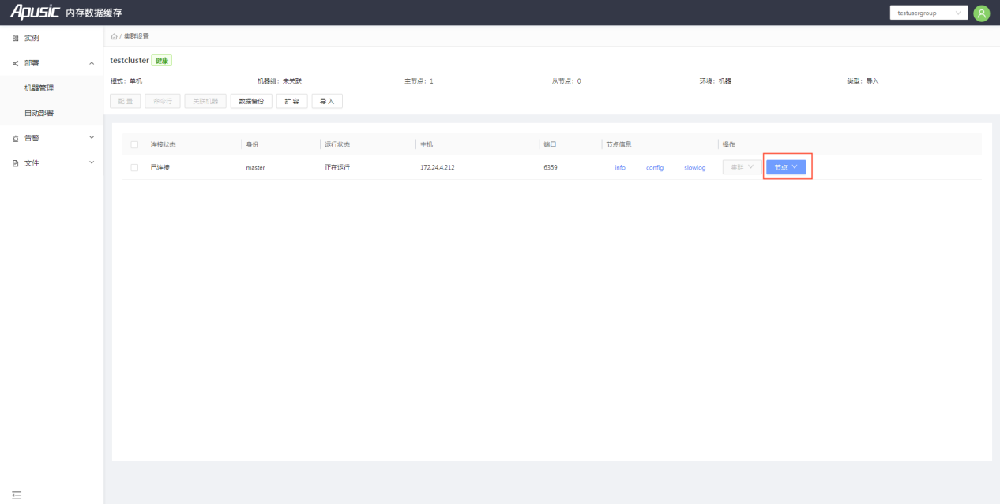 Apusic 内存数据缓存 testusergroup
实例
部署
机器管理
自动部署
告警
文件
/ 集群设置
testcluster 健康
模式：单机 机器组：未关联 主节点：1 从节点：0 环境：机器 类型：导入
配 置 命令行 关联机器 数据备份 扩 容 导 入
连接状态 身份 运行状态 主机 端口 节点信息 操作
已连接 master 正在运行 172.24.4.212 6359 info config slowlog 集群 节点